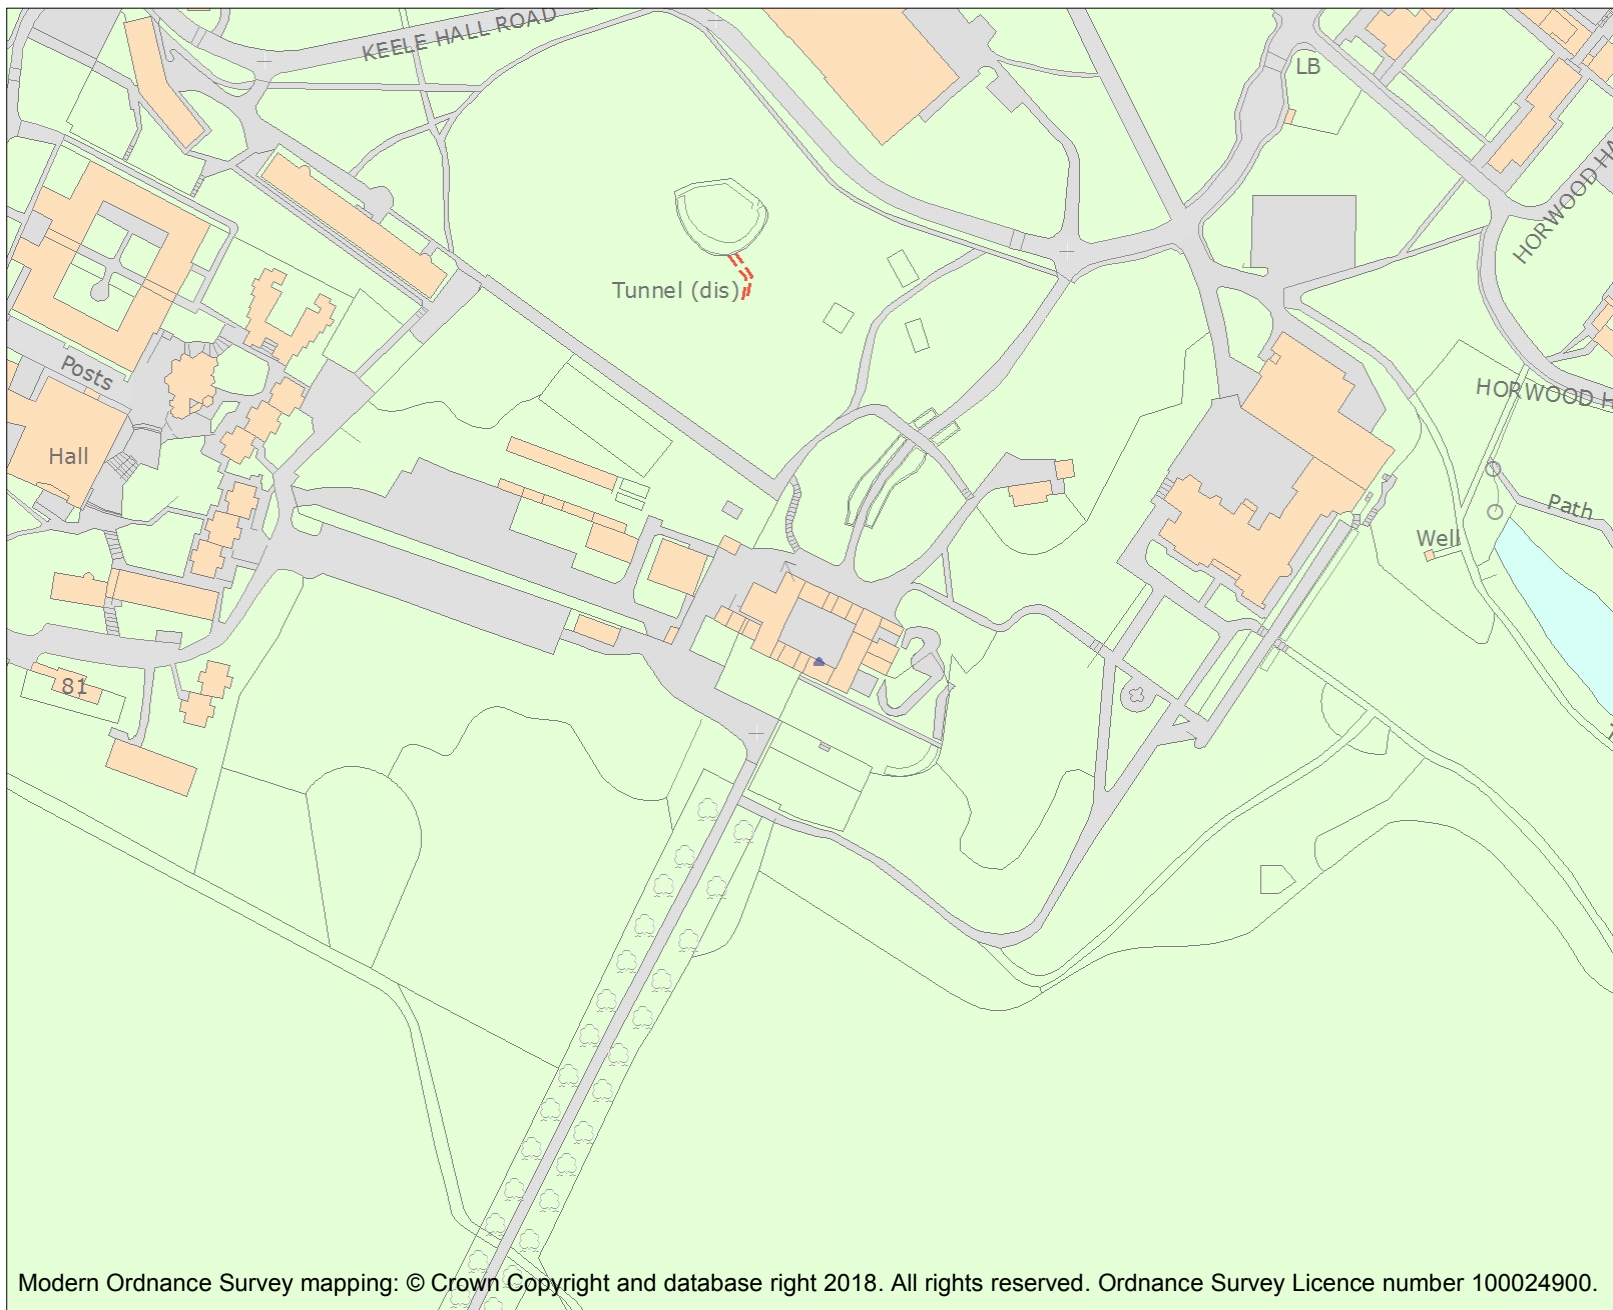 KEELE HALL ROAD
LB
HORWOOD HA
Tunnel (dis)
Posts
HORWOOD H
Hall
Path
Well
81
Modern Ordnance Survey mapping: © Crown Copyright and database right 2018. All rights reserved. Ordnance Survey Licence number 100024900.